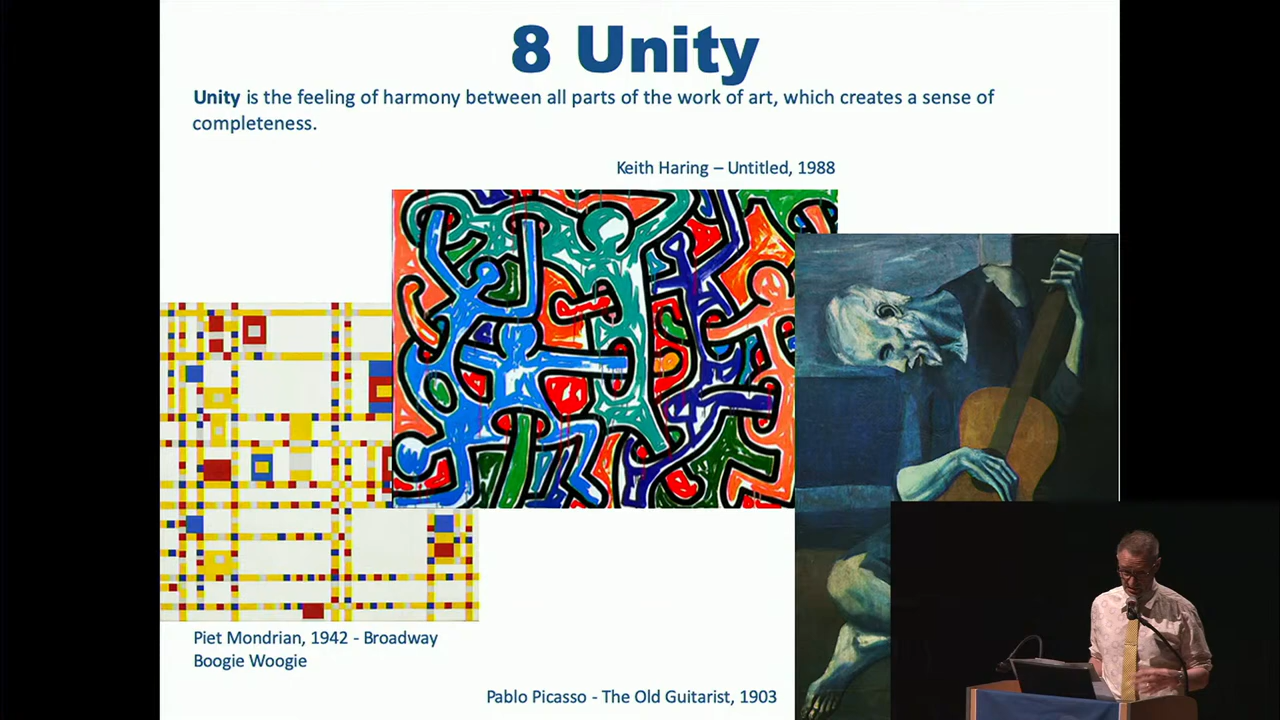 8 Unity
Unity is the feeling of harmony between all parts of the work of art, which creates a sense of
completeness.
Keith Haring – Untitled, 1988
Piet Mondrian, 1942 - Broadway
Boogie Woogie
Pablo Picasso - The Old Guitarist, 1903